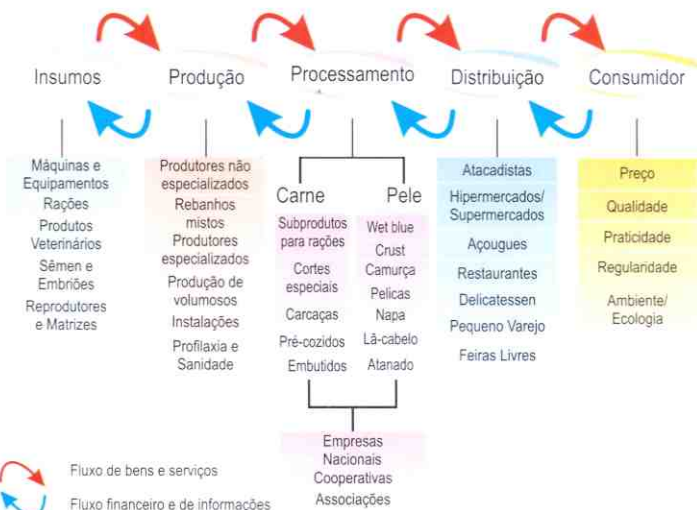 Insumos
Produção
Processamento
Distribuição
Consumidor
Máquinas e
Equipamentos
Rações
Produtos
Veterinários
Sêmen e
Embriões
Reprodutores
e Matrizes
Produtores não
especializados
Rebanhos
mistos
Produtores
especializados
Produção de
volumosos
Instalações
Profilaxia e
Sanidade
Carne
Subprodutos
para rações
Cortes
especiais
Carcaças
Pré-cozidos
Embutidos
Pele
Wet blue
Crust
Camurça
Pelicas
Napa
Lã-cabelo
Atanado
Empresas
Nacionais
Cooperativas
Associações
Atacadistas
Hipermercados/
Supermercados
Açougues
Restaurantes
Delicatessen
Pequeno Varejo
Feiras Livres
Preço
Qualidade
Praticidade
Regularidade
Ambiente/
Ecologia
Fluxo de bens e serviços
Fluxo financeiro e de informações